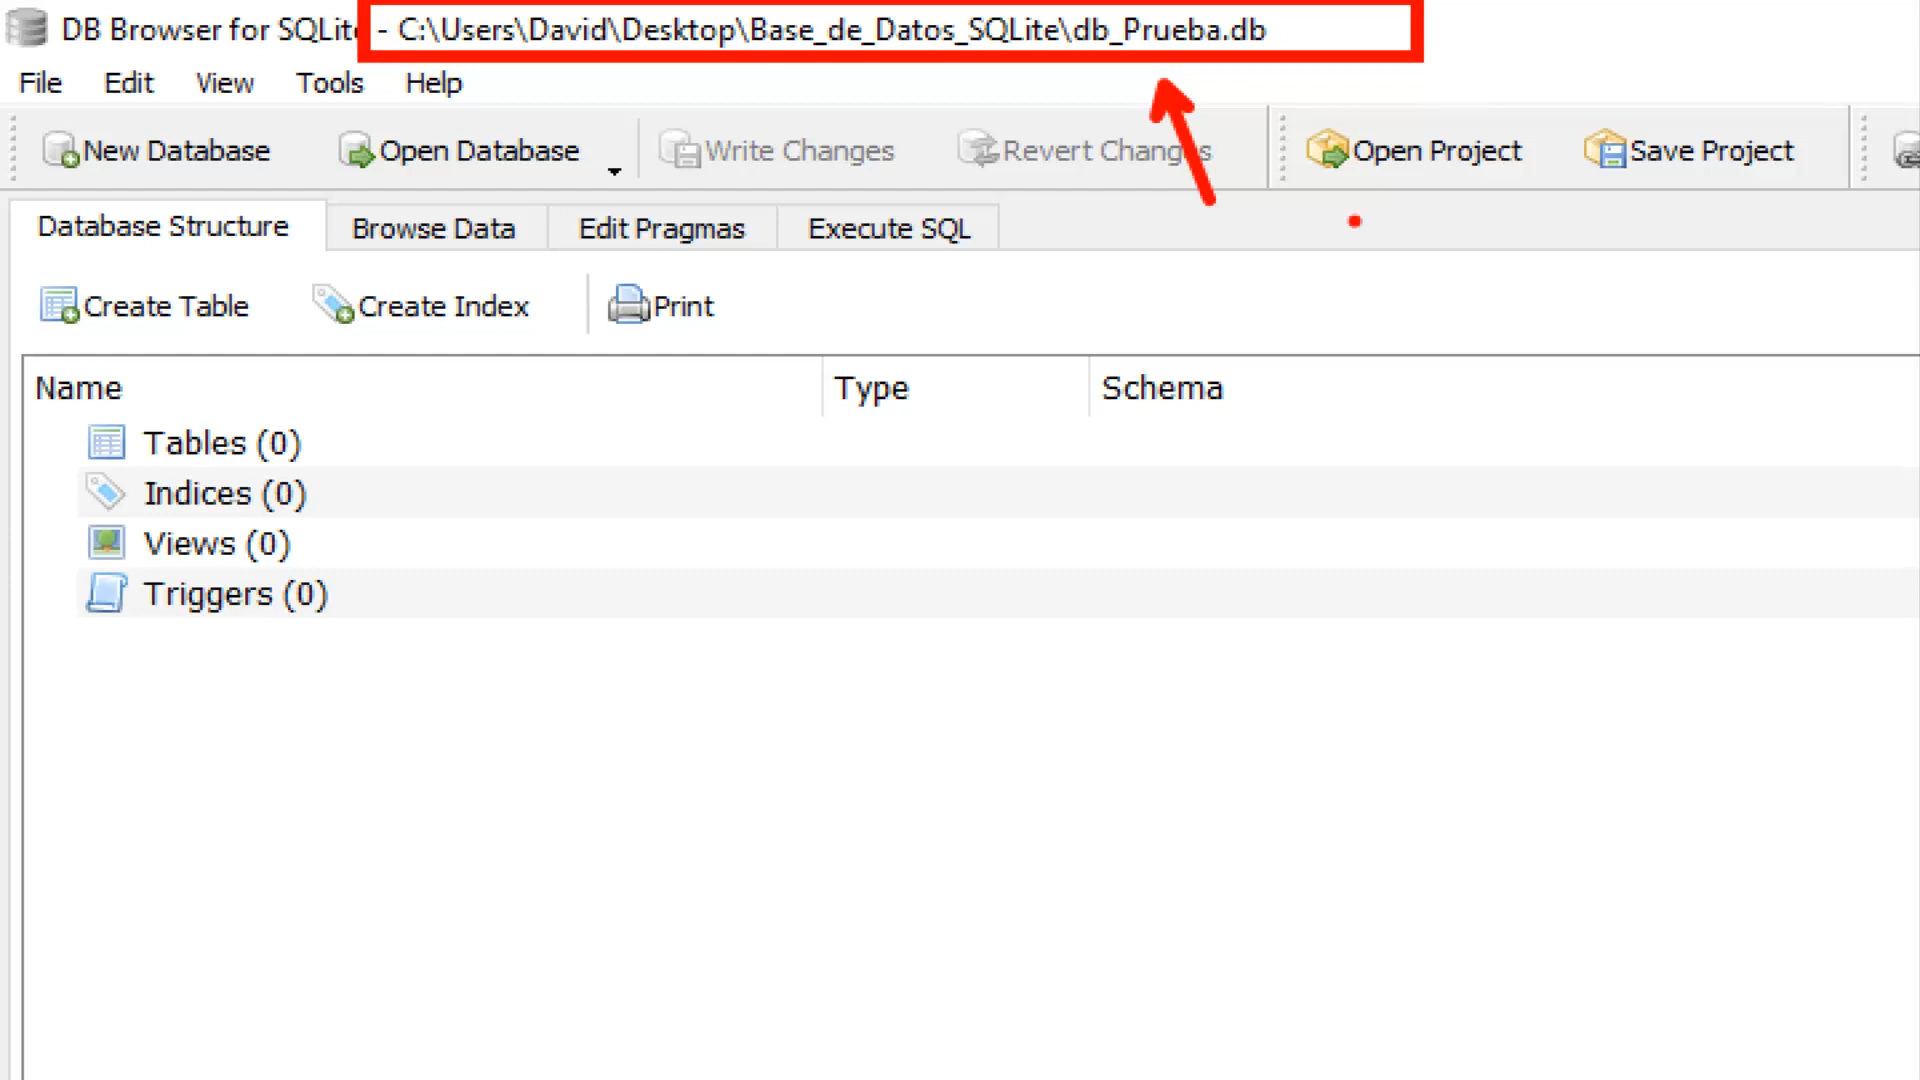 DB Browser for SQLite - C:\Users\David\Desktop\Base_de_Datos_SQLite\db_Prueba.db
File Edit View Tools Help
New Database Open Database Write Changes Revert Changes Open Project Save Project
Database Structure Browse Data Edit Pragmas Execute SQL
Create Table Create Index Print
Name Type Schema
Tables (0)
Indices (0)
Views (0)
Triggers (0)